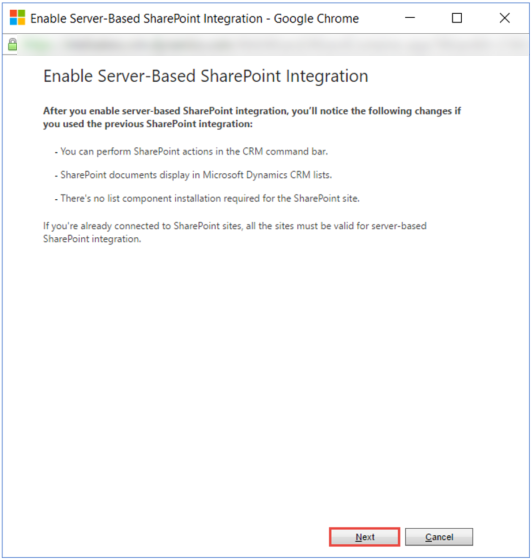 Enable Server-Based SharePoint Integration - Google Chrome
Enable Server-Based SharePoint Integration
After you enable server-based SharePoint integration, you'll notice the following changes if
you used the previous SharePoint integration:
- You can perform SharePoint actions in the CRM command bar.
- SharePoint documents display in Microsoft Dynamics CRM lists.
- There's no list component installation required for the SharePoint site.
If you're already connected to SharePoint sites, all the sites must be valid for server-based
SharePoint integration.
Next
Cancel